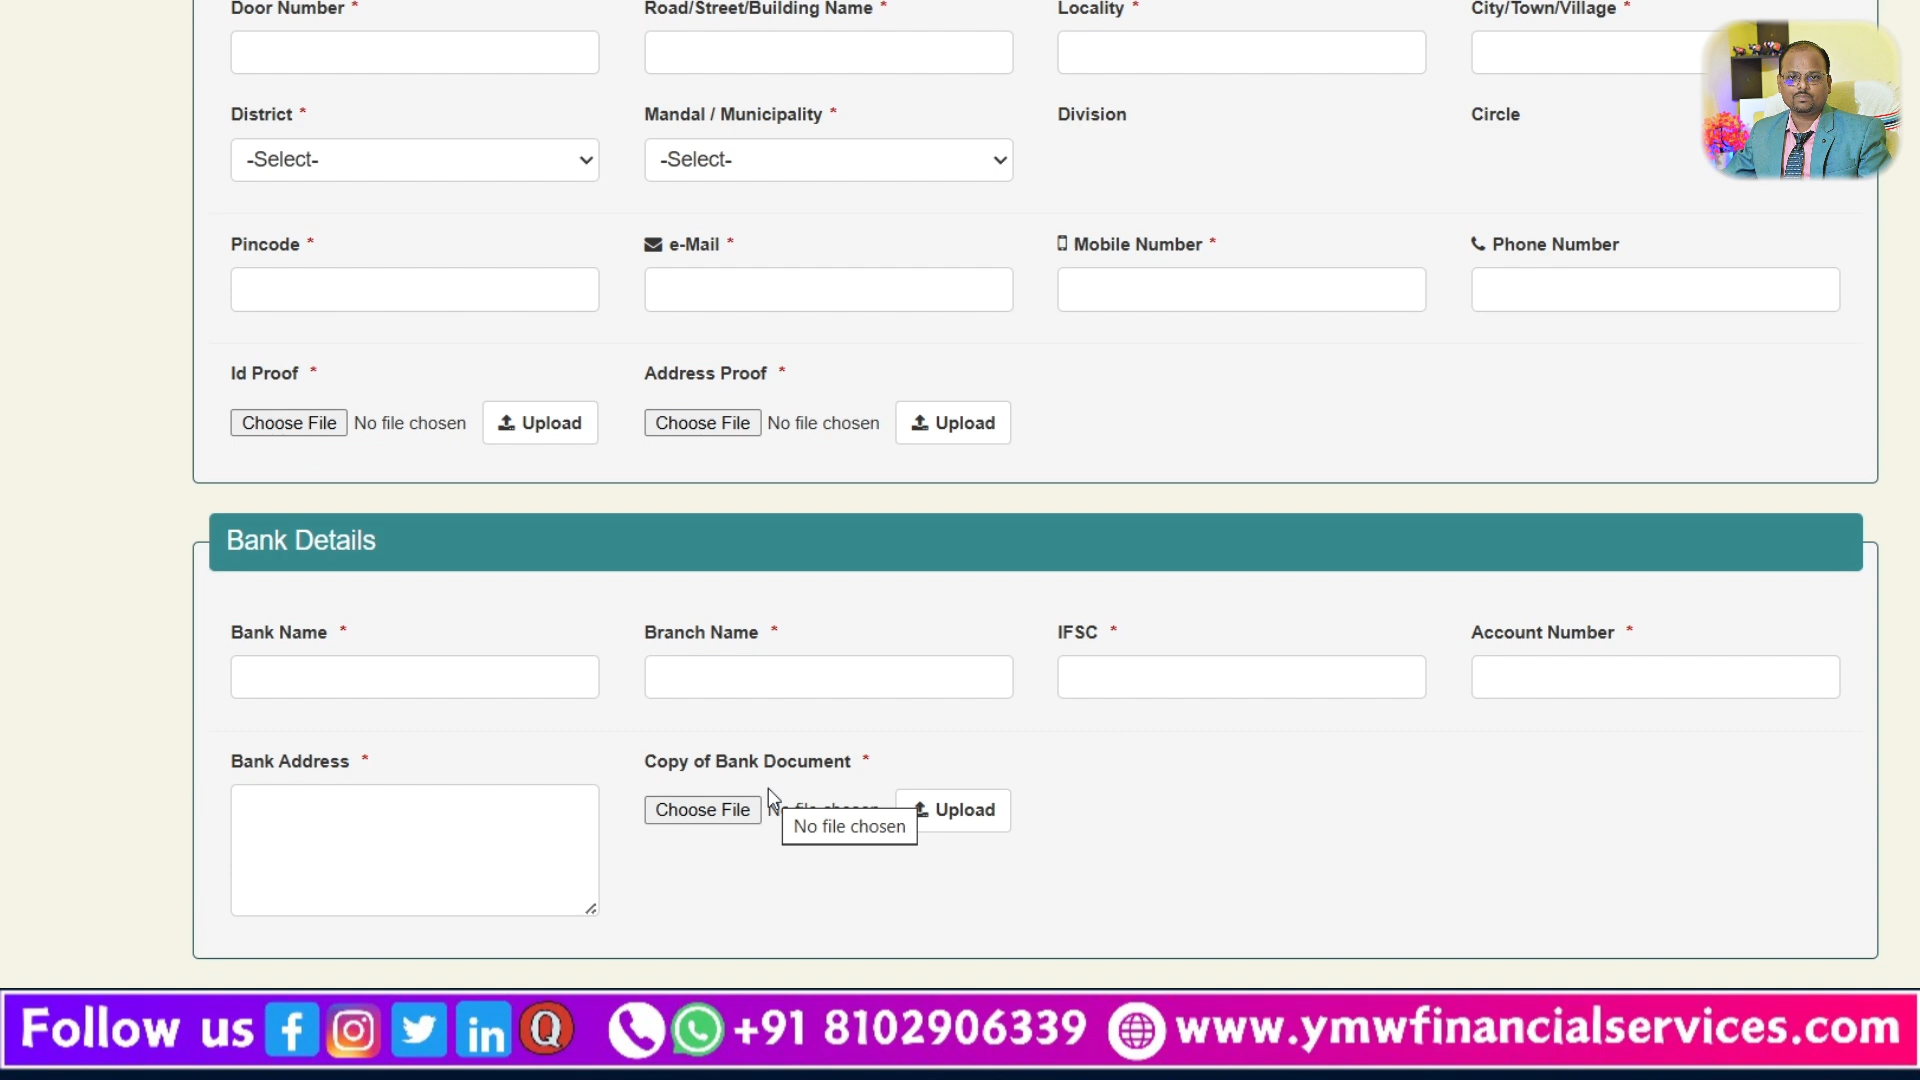 Door Number * Road/Street/Building Name * Locality * City/Town/Village *
District * Mandal / Municipality * Division Circle
-Select- -Select-
Pincode * e-Mail * Mobile Number * Phone Number
Id Proof * Address Proof *
Choose File No file chosen Upload Choose File No file chosen Upload
Bank Details
Bank Name * Branch Name * IFSC * Account Number *
Bank Address * Copy of Bank Document *
Choose File No file chosen Upload
No file chosen
Follow us +91 8102906339 www.ymwfinancialservices.com